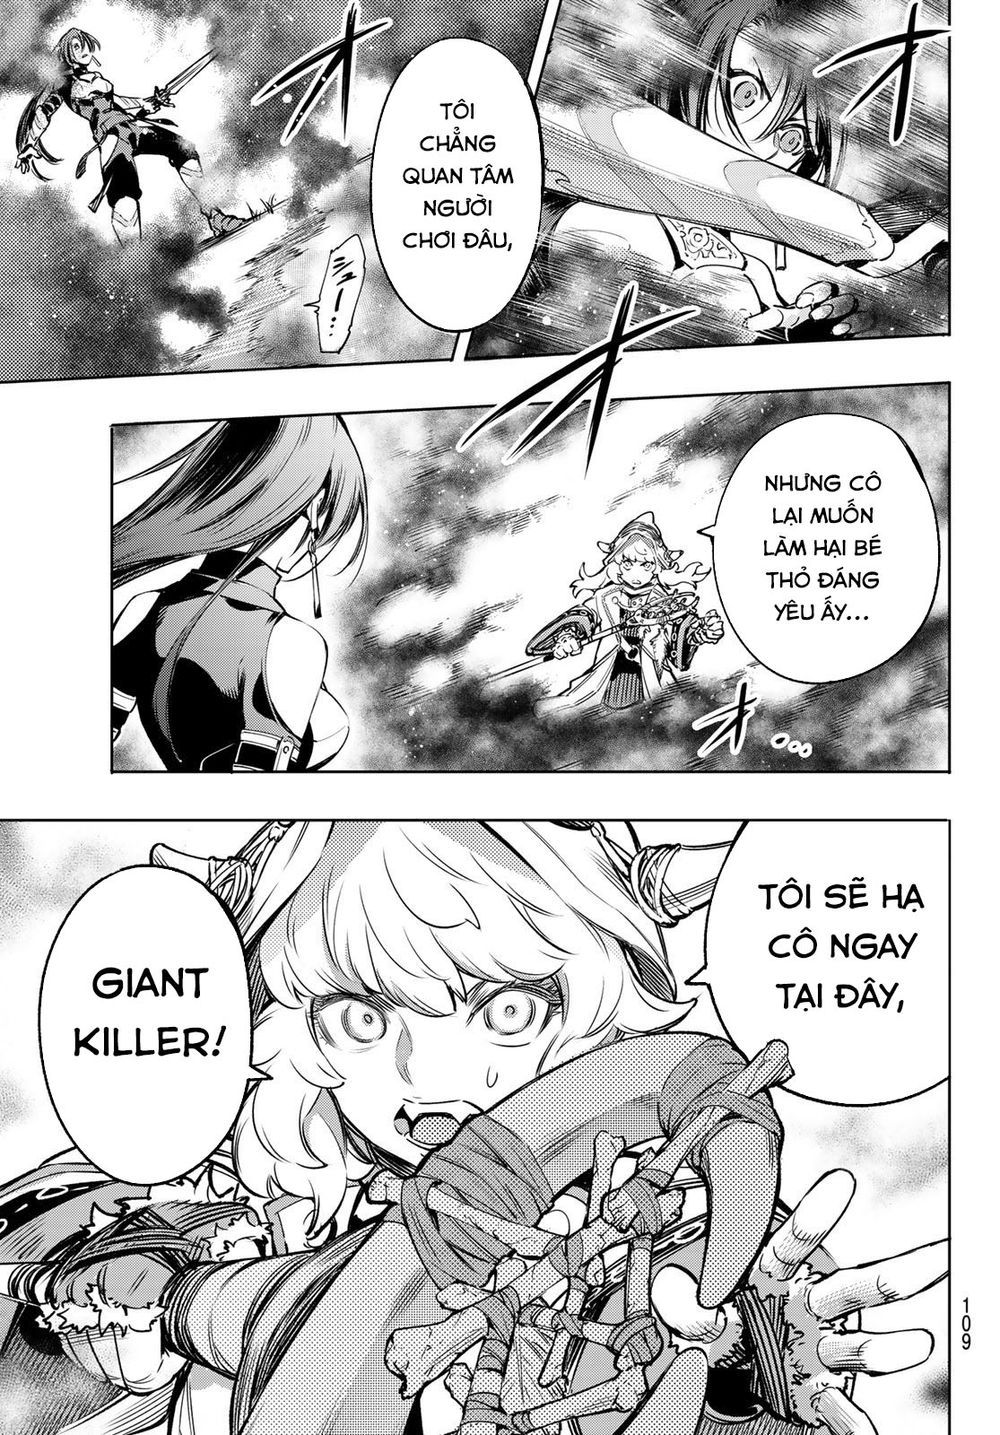 TÔI
CHẲNG
QUAN TÂM
NGƯỜI
CHƠI ĐÂU,
NHƯNG CÔ
LẠI MUỐN
LÀM HẠI BÉ
THỎ ĐÁNG
YÊU ẤY...
TÔI SẼ HẠ
CÔ NGAY
TẠI ĐÂY,
GIANT
KILLER!
109